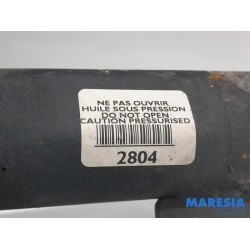 NE PAS OUVRIR
HUILE SOUS PRESSION
DO NOT OPEN
CAUTION PRESSURISED
2804
MARESIA